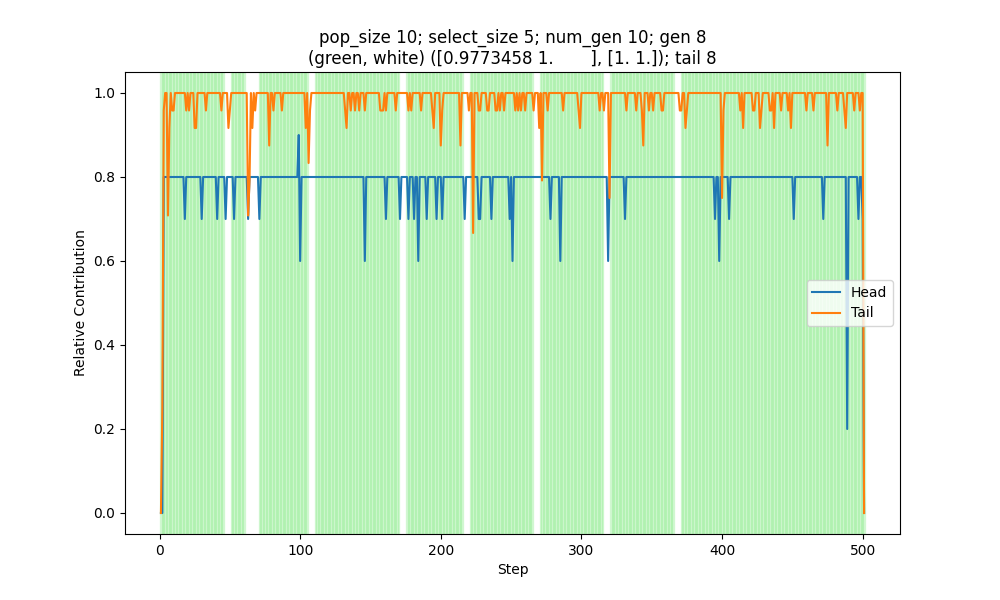 pop_size 10; select_size 5; num_gen 10; gen 8
(green, white) ([0.9773458 1.        ], [1. 1.]); tail 8
1.0
0.8
0.6
0.4
0.2
0.0
Relative Contribution
Head
Tail
0 100 200 300 400 500
Step